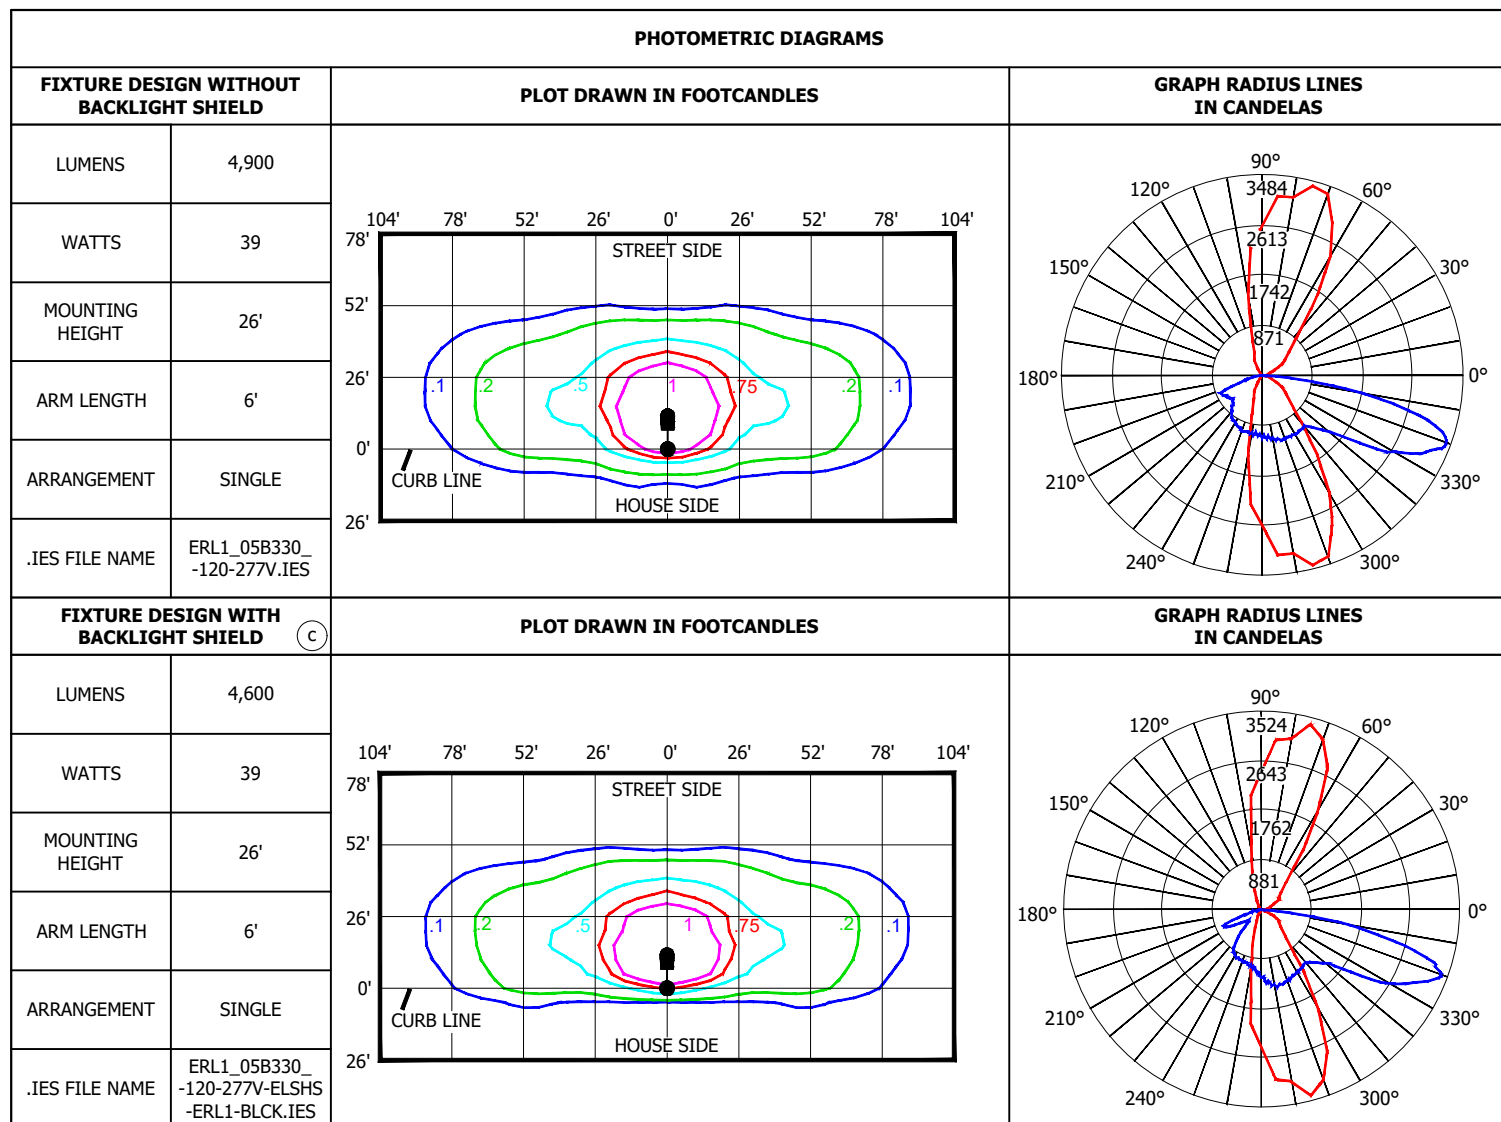 PHOTOMETRIC DIAGRAMS
FIXTURE DESIGN WITHOUT
BACKLIGHT SHIELD
PLOT DRAWN IN FOOTCANDLES
GRAPH RADIUS LINES
IN CANDELAS
LUMENS
4,900
WATTS
39
MOUNTING
HEIGHT
26'
ARM LENGTH
6'
ARRANGEMENT
SINGLE
.IES FILE NAME
ERL1_05B330_
-120-277V.IES
104' 78' 52' 26' 0' 26' 52' 78' 104'
78'
STREET SIDE
52'
26'
.1 .2 .5 1 .75 .2 .1
0'
CURB LINE
HOUSE SIDE
26'
90°
120° 3484 60°
2613
150° 30°
1742
871
180° 0°
210° 330°
240° 300°
FIXTURE DESIGN WITH
BACKLIGHT SHIELD C
PLOT DRAWN IN FOOTCANDLES
GRAPH RADIUS LINES
IN CANDELAS
LUMENS
4,600
WATTS
39
MOUNTING
HEIGHT
26'
ARM LENGTH
6'
ARRANGEMENT
SINGLE
.IES FILE NAME
ERL1_05B330_
-120-277V-ELSHS
-ERL1-BLCK.IES
104' 78' 52' 26' 0' 26' 52' 78' 104'
78'
STREET SIDE
52'
26'
.1 .2 .5 1 .75 .2 .1
0'
CURB LINE
HOUSE SIDE
26'
90°
120° 3524 60°
2643
150° 30°
1762
881
180° 0°
210° 330°
240° 300°